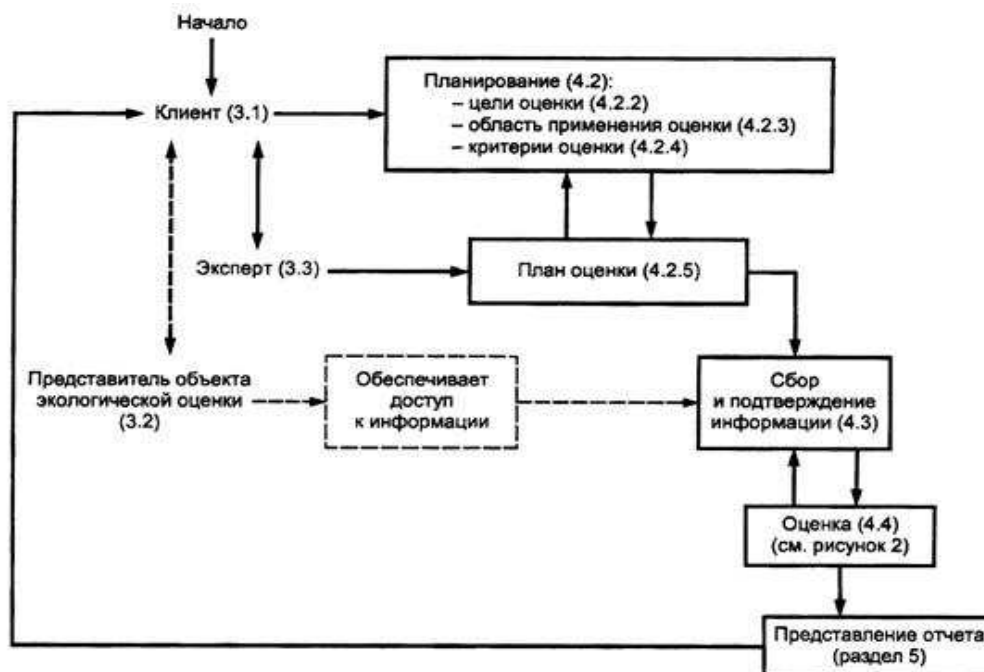 Начало
Клиент (3.1)
Планирование (4.2):
– цели оценки (4.2.2)
– область применения оценки (4.2.3)
– критерии оценки (4.2.4)
Эксперт (3.3)
План оценки (4.2.5)
Представитель объекта
экологической оценки
(3.2)
Обеспечивает
доступ
к информации
Сбор
и подтверждение
информации (4.3)
Оценка (4.4)
(см. рисунок 2)
Представление отчета
(раздел 5)